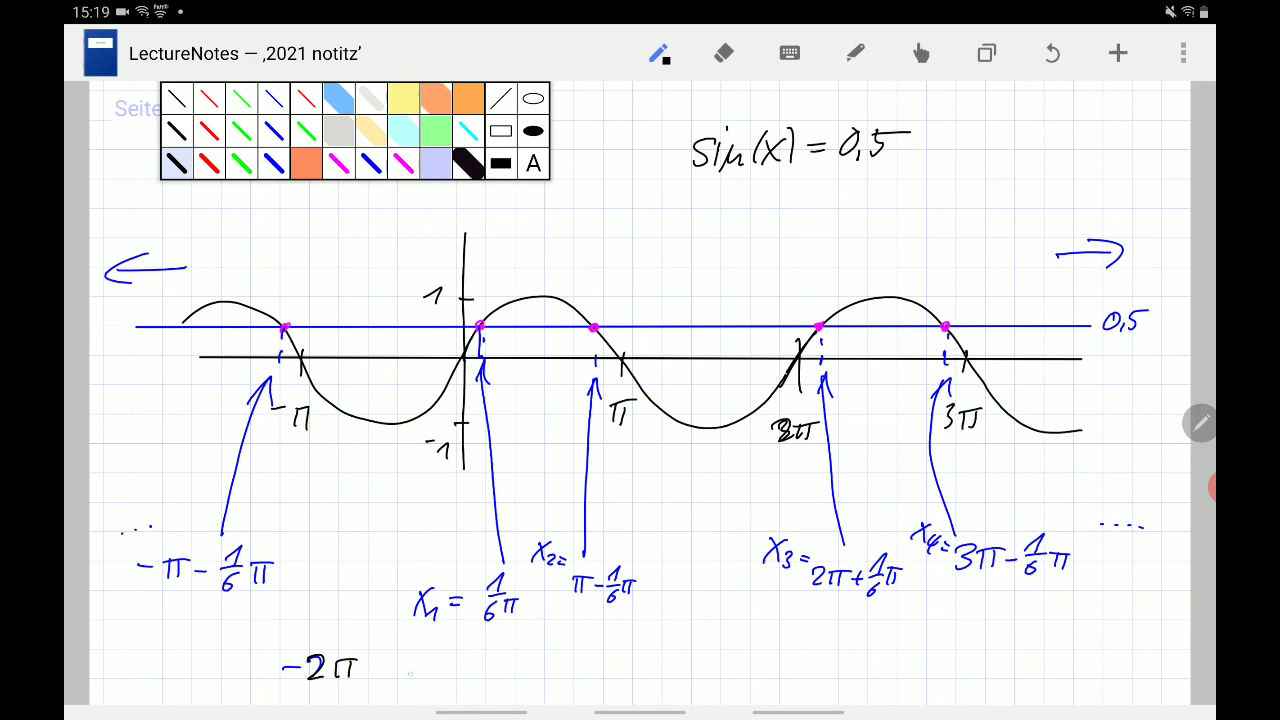 15:19
LectureNotes — ‚2021 notitz’
Seite
A
sin(x) = 0,5
1
0,5
-π
π
2π
3π
-1
... ....
-π - 1/6 π
x1 = 1/6 π
x2 = π - 1/6 π
x3 = 2π + 1/6 π
x4 = 3π - 1/6 π
-2π